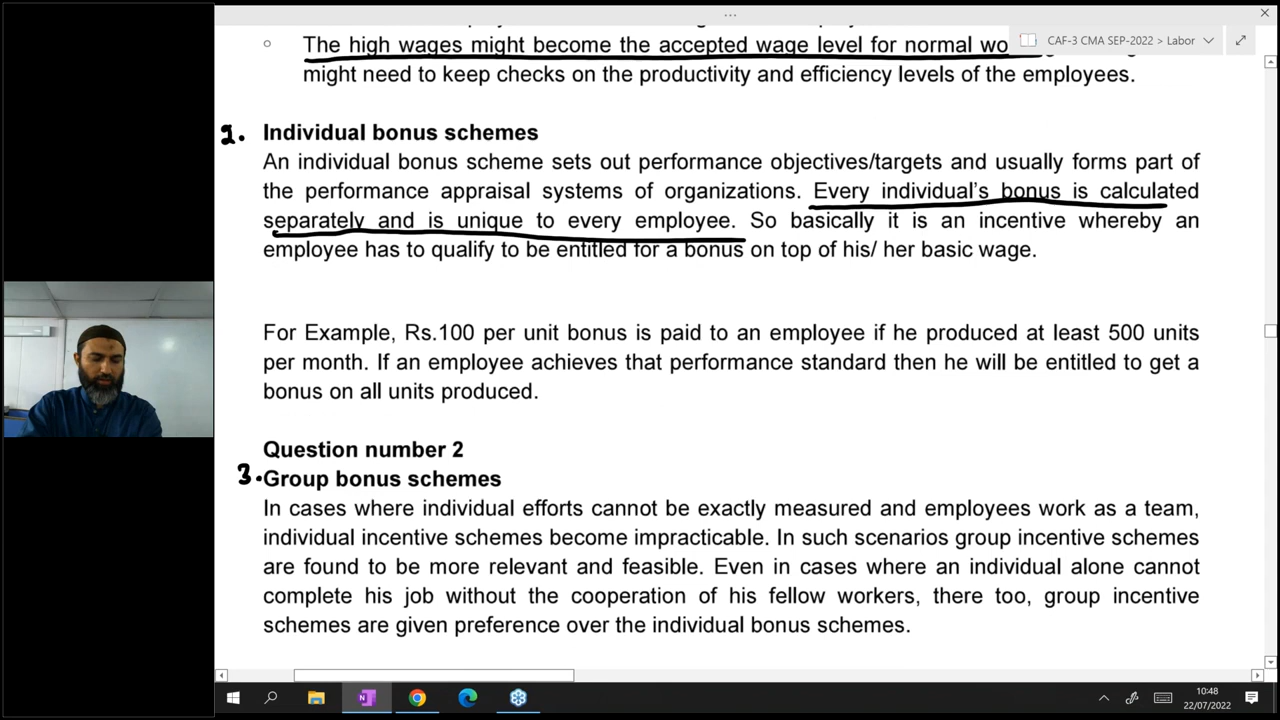 CAF-3 CMA SEP-2022 > Labor
The high wages might become the accepted wage level for normal wo
might need to keep checks on the productivity and efficiency levels of the employees.
2. Individual bonus schemes
An individual bonus scheme sets out performance objectives/targets and usually forms part of
the performance appraisal systems of organizations. Every individual's bonus is calculated
separately and is unique to every employee. So basically it is an incentive whereby an
employee has to qualify to be entitled for a bonus on top of his/ her basic wage.
For Example, Rs.100 per unit bonus is paid to an employee if he produced at least 500 units
per month. If an employee achieves that performance standard then he will be entitled to get a
bonus on all units produced.
Question number 2
3. Group bonus schemes
In cases where individual efforts cannot be exactly measured and employees work as a team,
individual incentive schemes become impracticable. In such scenarios group incentive schemes
are found to be more relevant and feasible. Even in cases where an individual alone cannot
complete his job without the cooperation of his fellow workers, there too, group incentive
schemes are given preference over the individual bonus schemes.
10:48
22/07/2022